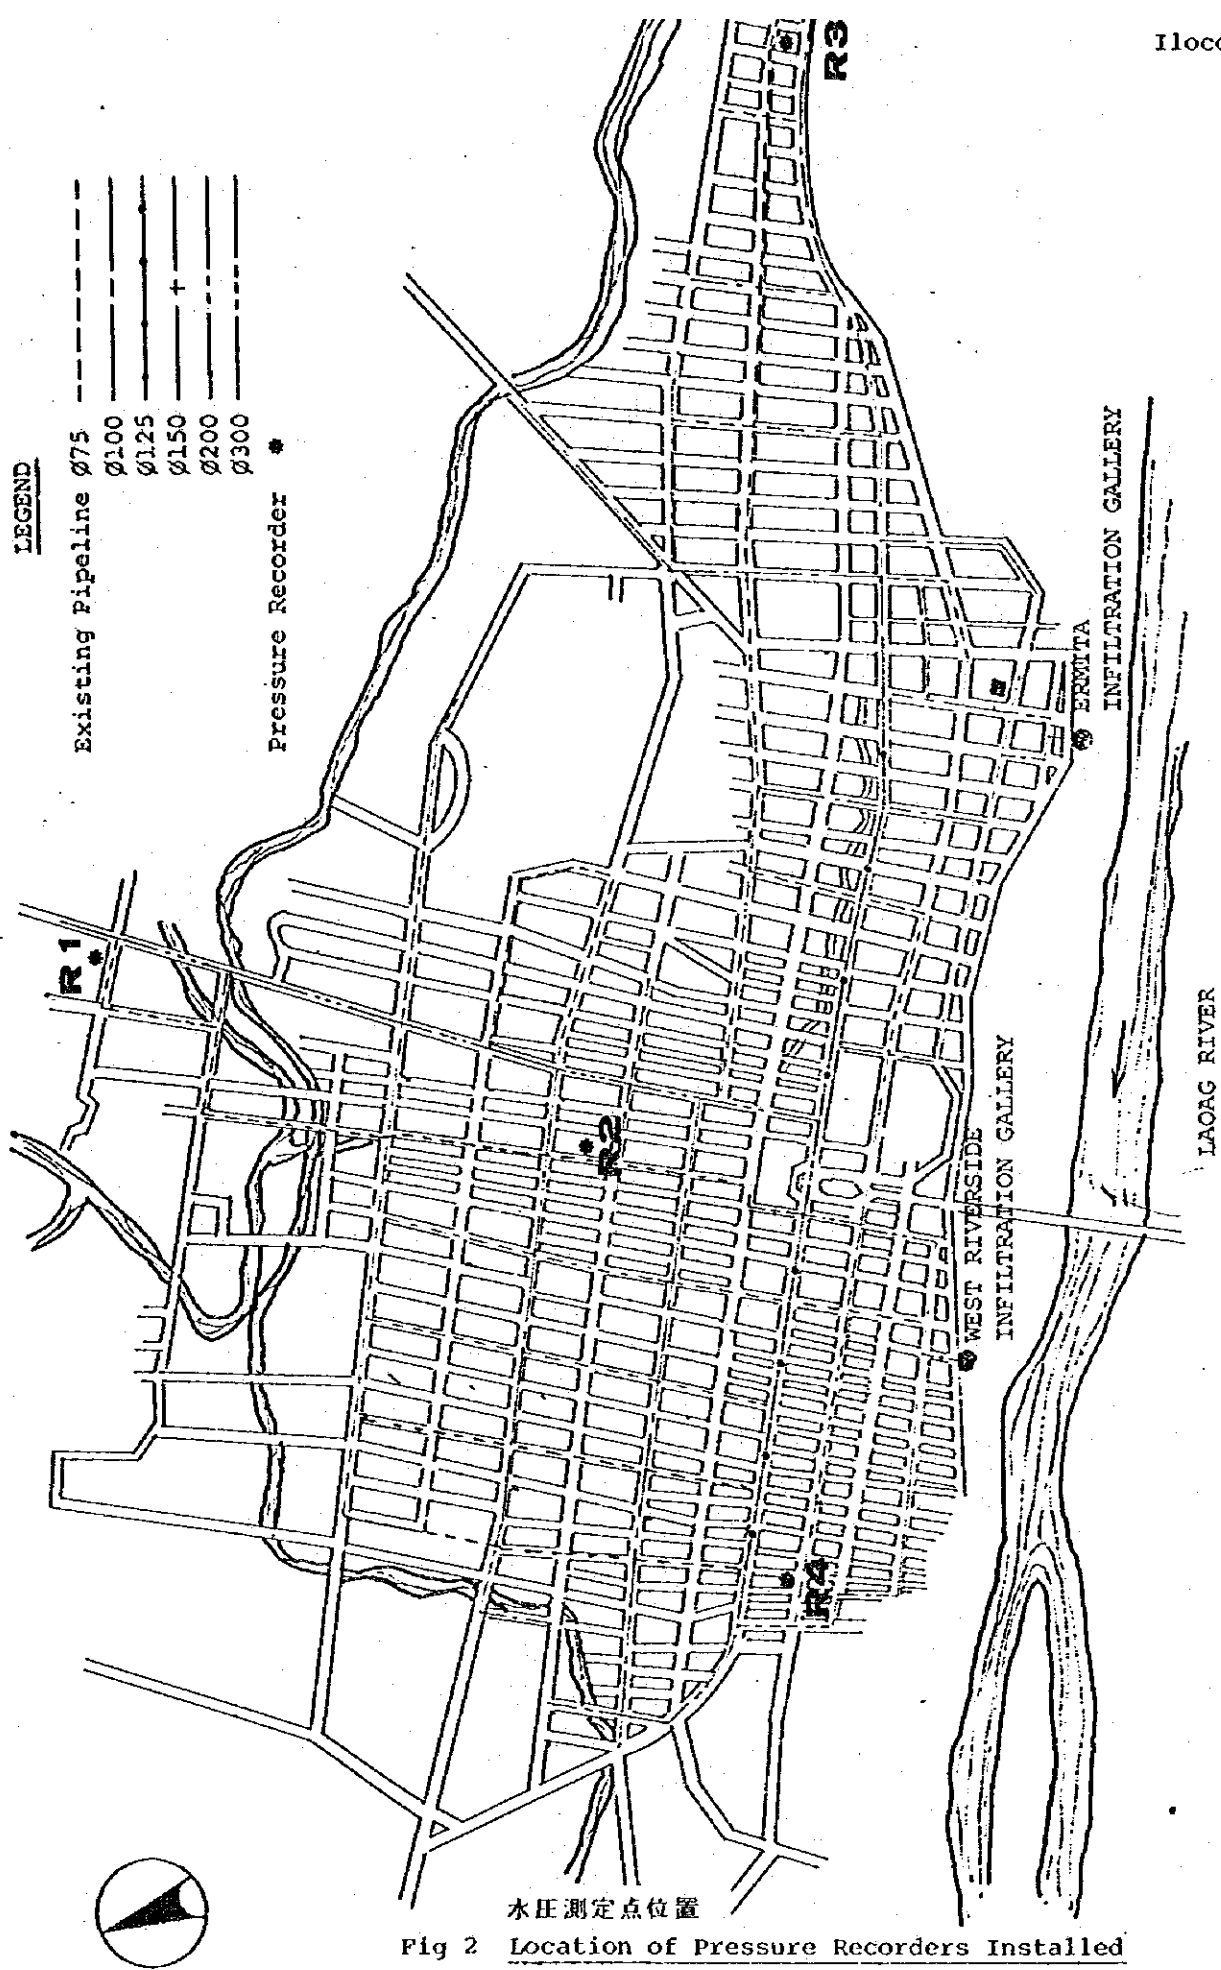 Iloco
LEGEND
Existing Pipeline Ø75
Ø100
Ø125
Ø150
Ø200
Ø300
Pressure Recorder *
R1
R2
R3
R4
ERMITA
INFILTRATION GALLERY
WEST RIVERSIDE
INFILTRATION GALLERY
LAOAG RIVER
水圧測定点位置
Fig 2 Location of Pressure Recorders Installed